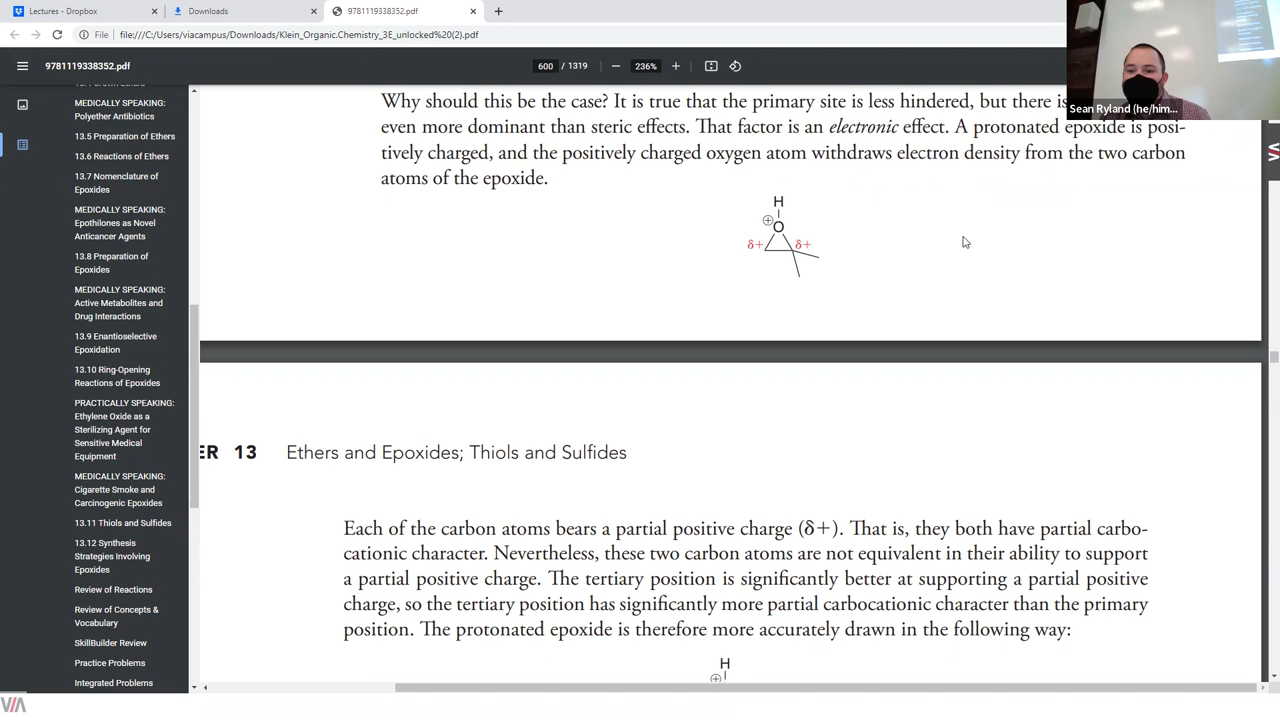 Lectures - Dropbox
Downloads
9781119338352.pdf
File
file:///C:/Users/viacampus/Downloads/Klein_Organic.Chemistry_3E_unlocked%20(2).pdf
9781119338352.pdf
600 / 1319
236%
Sean Ryland (he/him...
MEDICALLY SPEAKING:
Polyether Antibiotics
13.5 Preparation of Ethers
13.6 Reactions of Ethers
13.7 Nomenclature of
Epoxides
MEDICALLY SPEAKING:
Epothilones as Novel
Anticancer Agents
13.8 Preparation of
Epoxides
MEDICALLY SPEAKING:
Active Metabolites and
Drug Interactions
13.9 Enantioselective
Epoxidation
13.10 Ring-Opening
Reactions of Epoxides
PRACTICALLY SPEAKING:
Ethylene Oxide as a
Sterilizing Agent for
Sensitive Medical
Equipment
MEDICALLY SPEAKING:
Cigarette Smoke and
Carcinogenic Epoxides
13.11 Thiols and Sulfides
13.12 Synthesis
Strategies Involving
Epoxides
Review of Reactions
Review of Concepts &
Vocabulary
SkillBuilder Review
Practice Problems
Integrated Problems
Why should this be the case? It is true that the primary site is less hindered, but there is
even more dominant than steric effects. That factor is an electronic effect. A protonated epoxide is posi-
tively charged, and the positively charged oxygen atom withdraws electron density from the two carbon
atoms of the epoxide.
H
⊕
O
δ+ δ+
ER 13 Ethers and Epoxides; Thiols and Sulfides
Each of the carbon atoms bears a partial positive charge (δ+). That is, they both have partial carbo-
cationic character. Nevertheless, these two carbon atoms are not equivalent in their ability to support
a partial positive charge. The tertiary position is significantly better at supporting a partial positive
charge, so the tertiary position has significantly more partial carbocationic character than the primary
position. The protonated epoxide is therefore more accurately drawn in the following way:
H
⊕
VIA